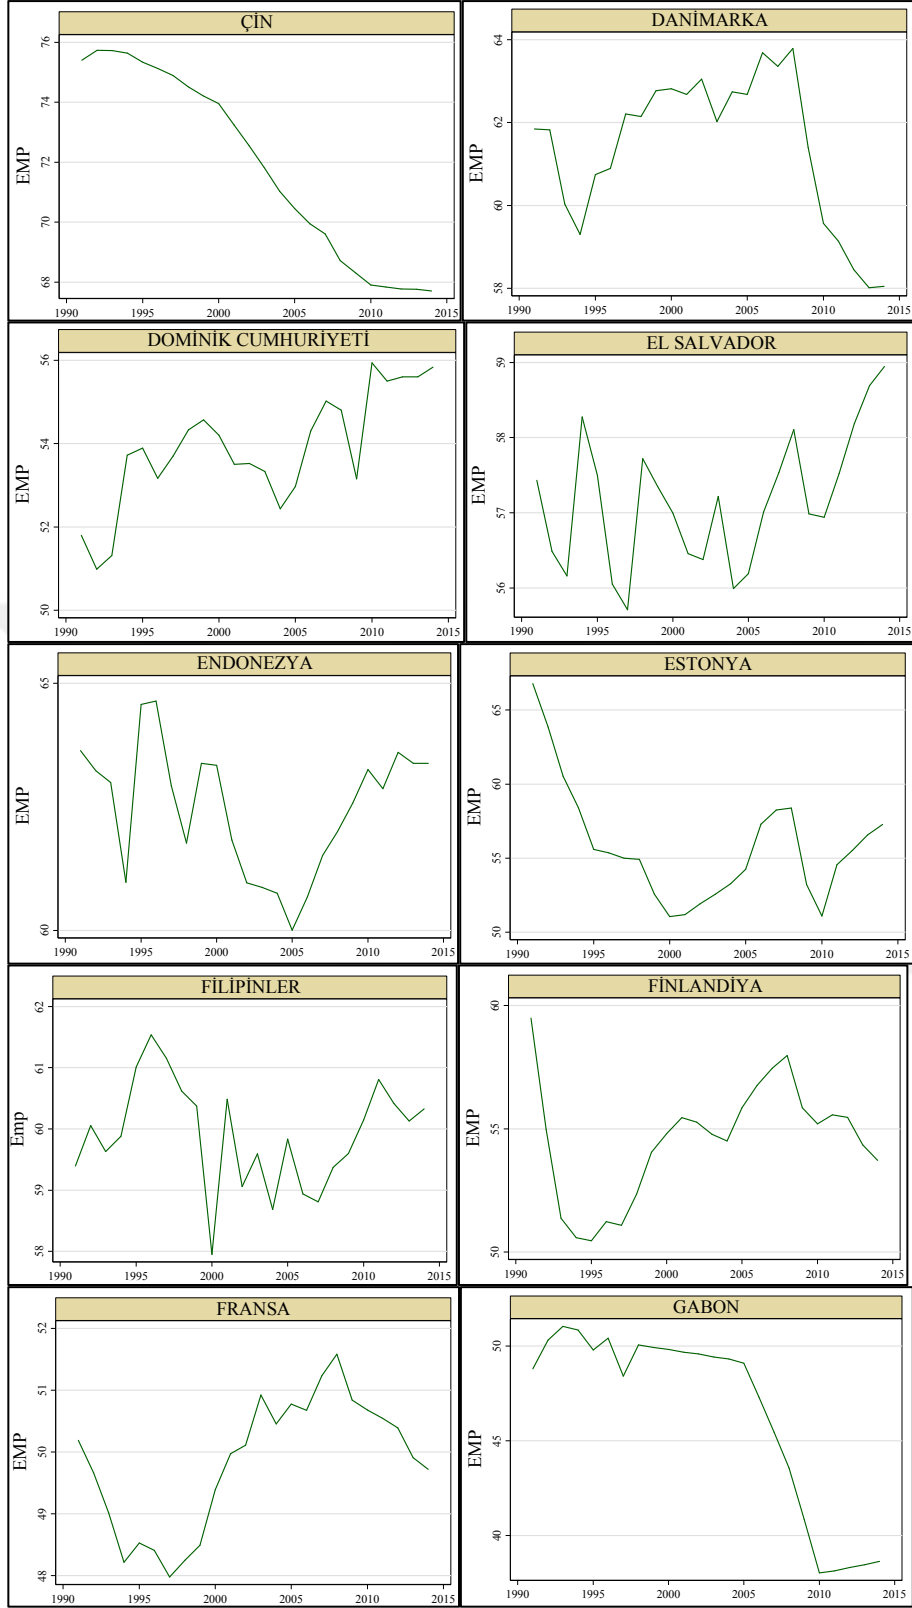 ÇİN
76
74
72
70
68
EMP
1990 1995 2000 2005 2010 2015
DANİMARKA
64
62
60
58
EMP
1990 1995 2000 2005 2010 2015
DOMİNİK CUMHURİYETİ
56
54
52
50
EMP
1990 1995 2000 2005 2010 2015
EL SALVADOR
59
58
57
56
EMP
1990 1995 2000 2005 2010 2015
ENDONEZYA
65
60
EMP
1990 1995 2000 2005 2010 2015
ESTONYA
65
60
55
50
EMP
1990 1995 2000 2005 2010 2015
FİLİPİNLER
62
61
60
59
58
Emp
1990 1995 2000 2005 2010 2015
FİNLANDİYA
60
55
50
EMP
1990 1995 2000 2005 2010 2015
FRANSA
52
51
50
49
48
EMP
1990 1995 2000 2005 2010 2015
GABON
50
45
40
EMP
1990 1995 2000 2005 2010 2015